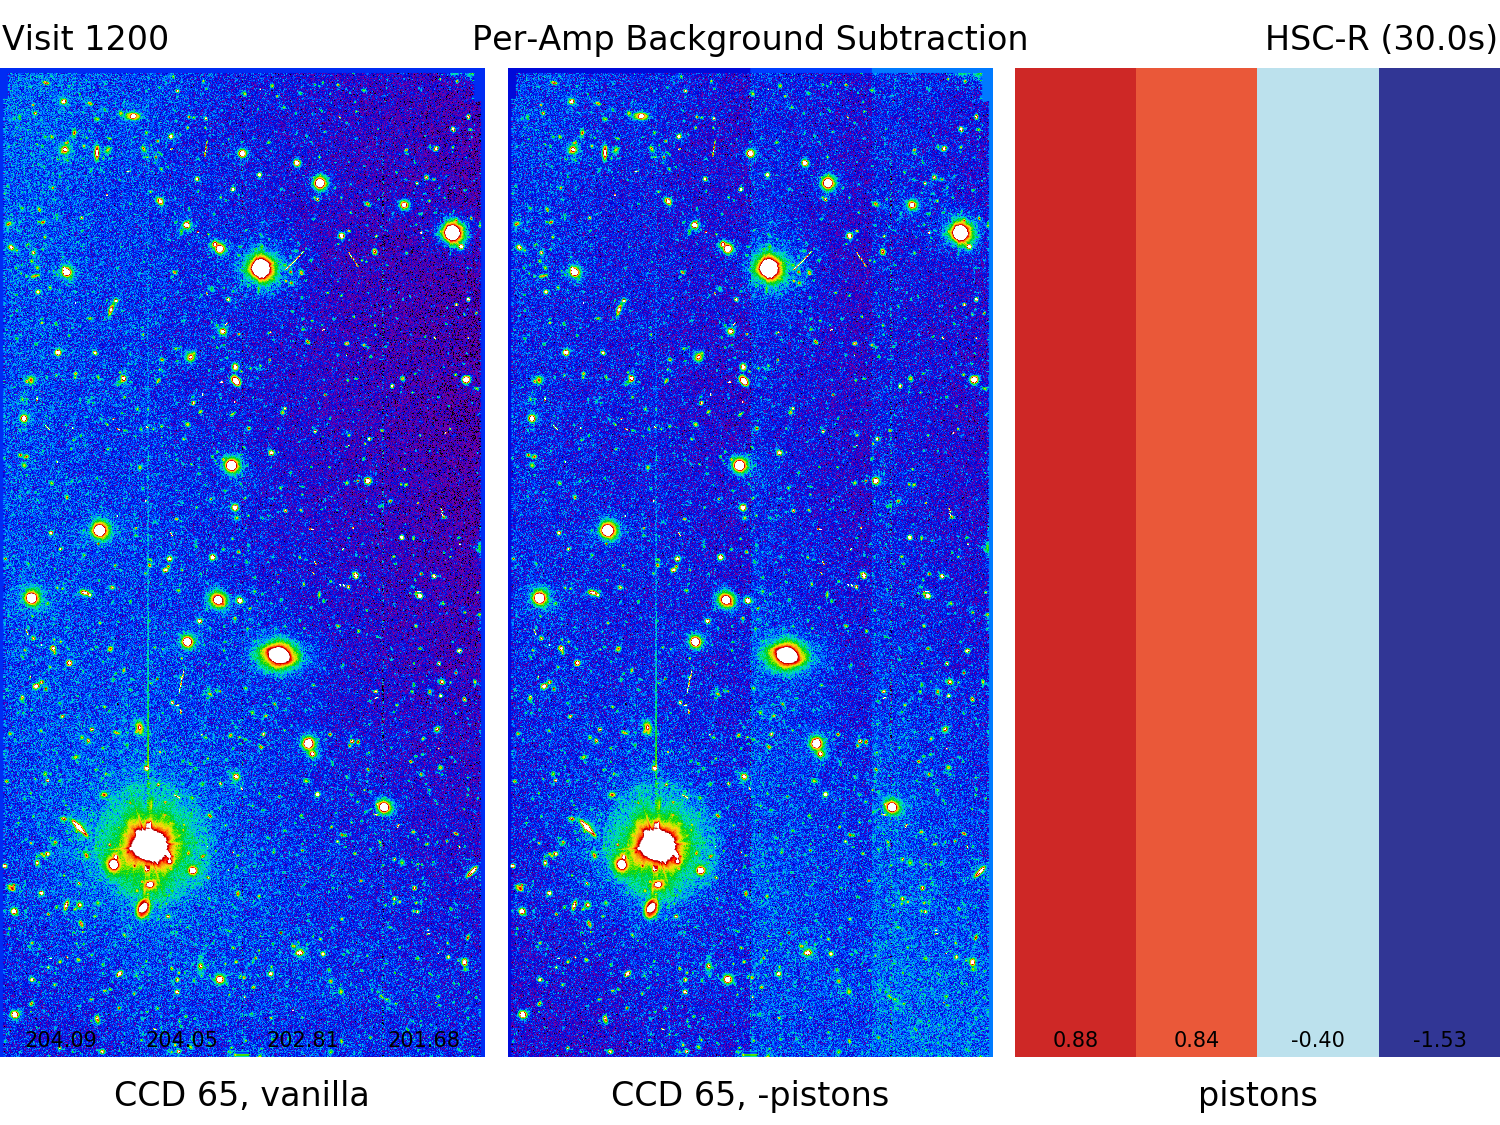 Visit 1200 Per-Amp Background Subtraction HSC-R (30.0s)
204.09 204.05 202.81 201.68 0.88 0.84 -0.40 -1.53
CCD 65, vanilla CCD 65, -pistons pistons